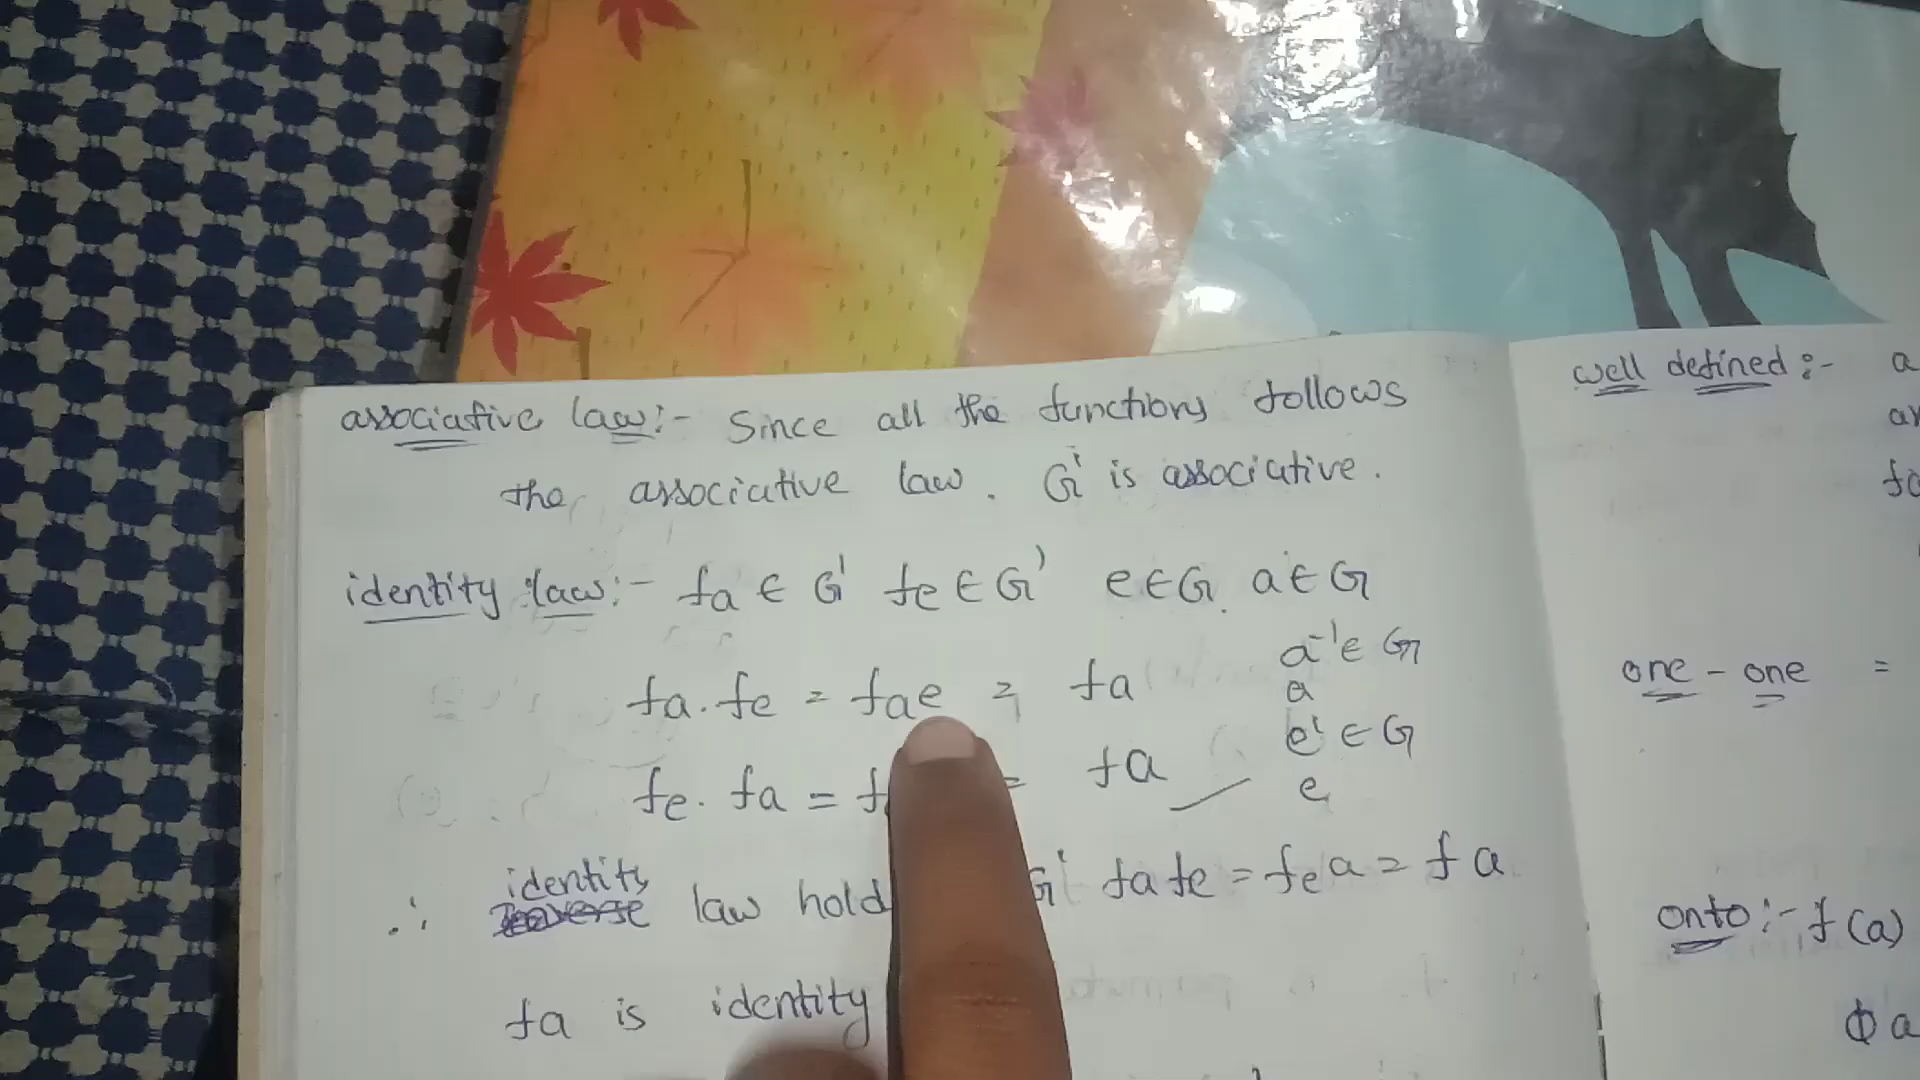 associative law:- Since all the functions follows
the associative law. G' is associative.
identity law:- fa ∈ G' fe ∈ G' e∈G. a∈G
a⁻¹∈ G
fa.fe = fae = fa
a
e' ∈ G
fe. fa = = fa
e
identity
∴ law hold G' fa fe = fe a = fa
fa is identity
well defined :- a
one - one =
onto :- f(a)